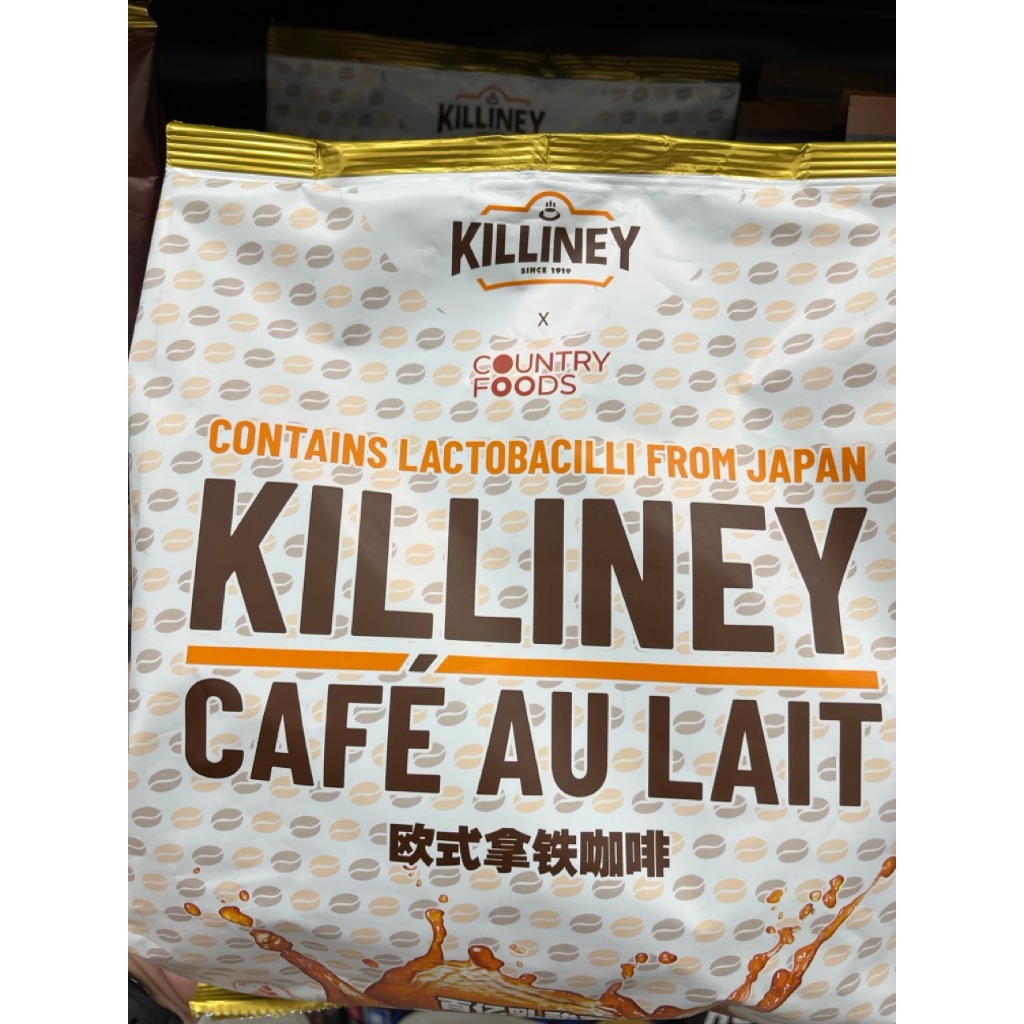 KILLINEY
KILLINEY
SINCE 1919
X
COUNTRY
FOODS
CONTAINS LACTOBACILLI FROM JAPAN
KILLINEY
CAFÉ AU LAIT
欧式拿铁咖啡